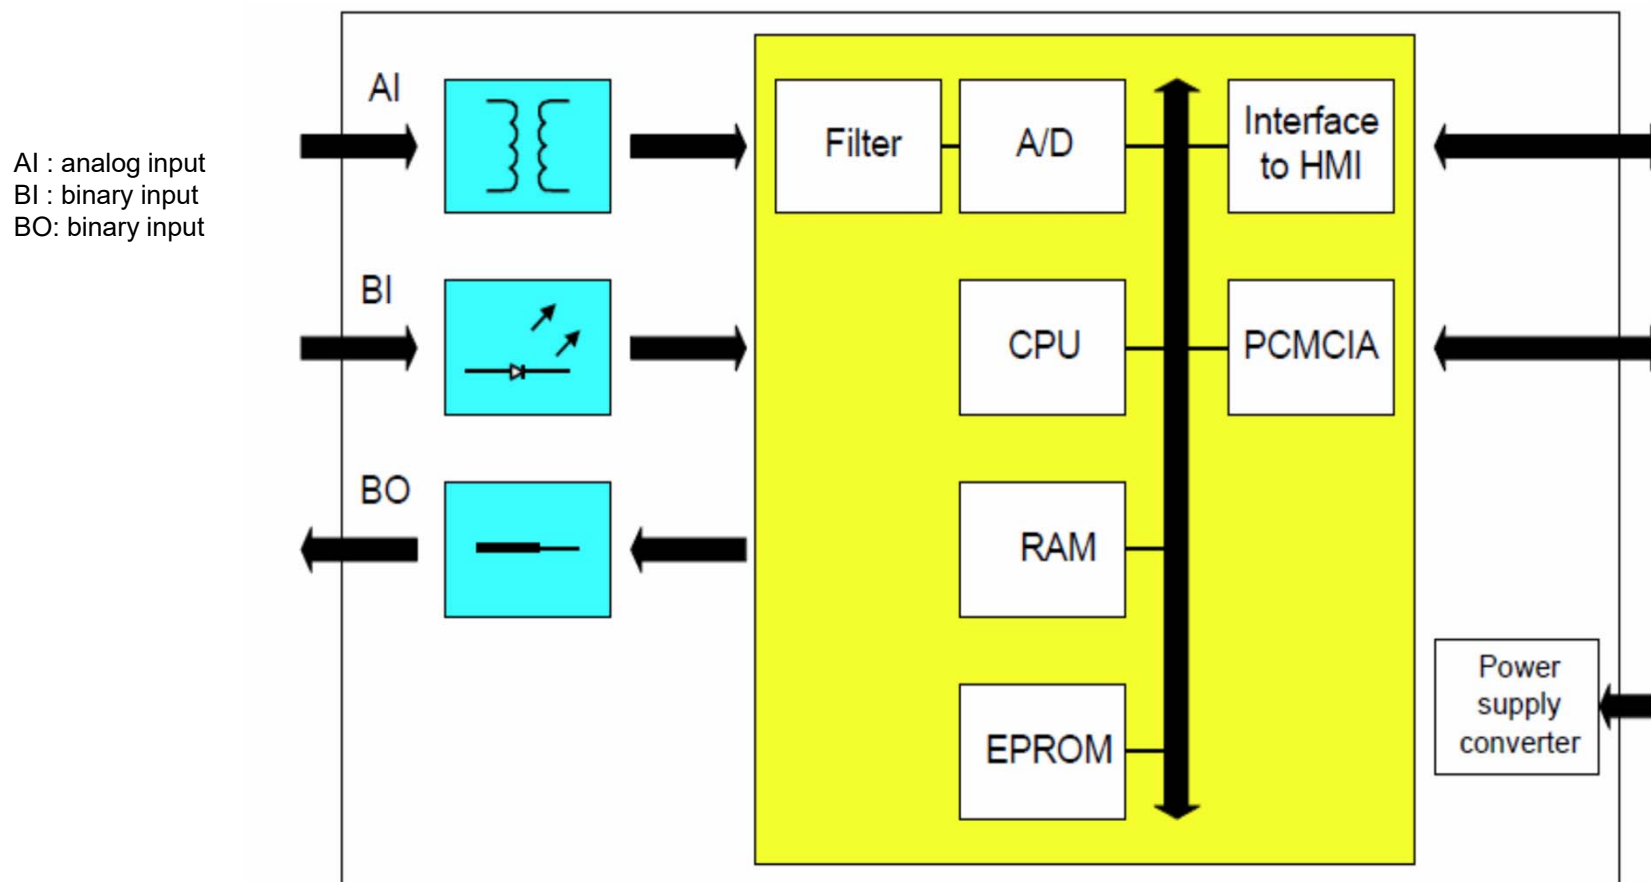 AI : analog input
BI : binary input
BO: binary input
AI
Filter
A/D
Interface
to HMI
BI
CPU
PCMCIA
BO
RAM
EPROM
Power
supply
converter